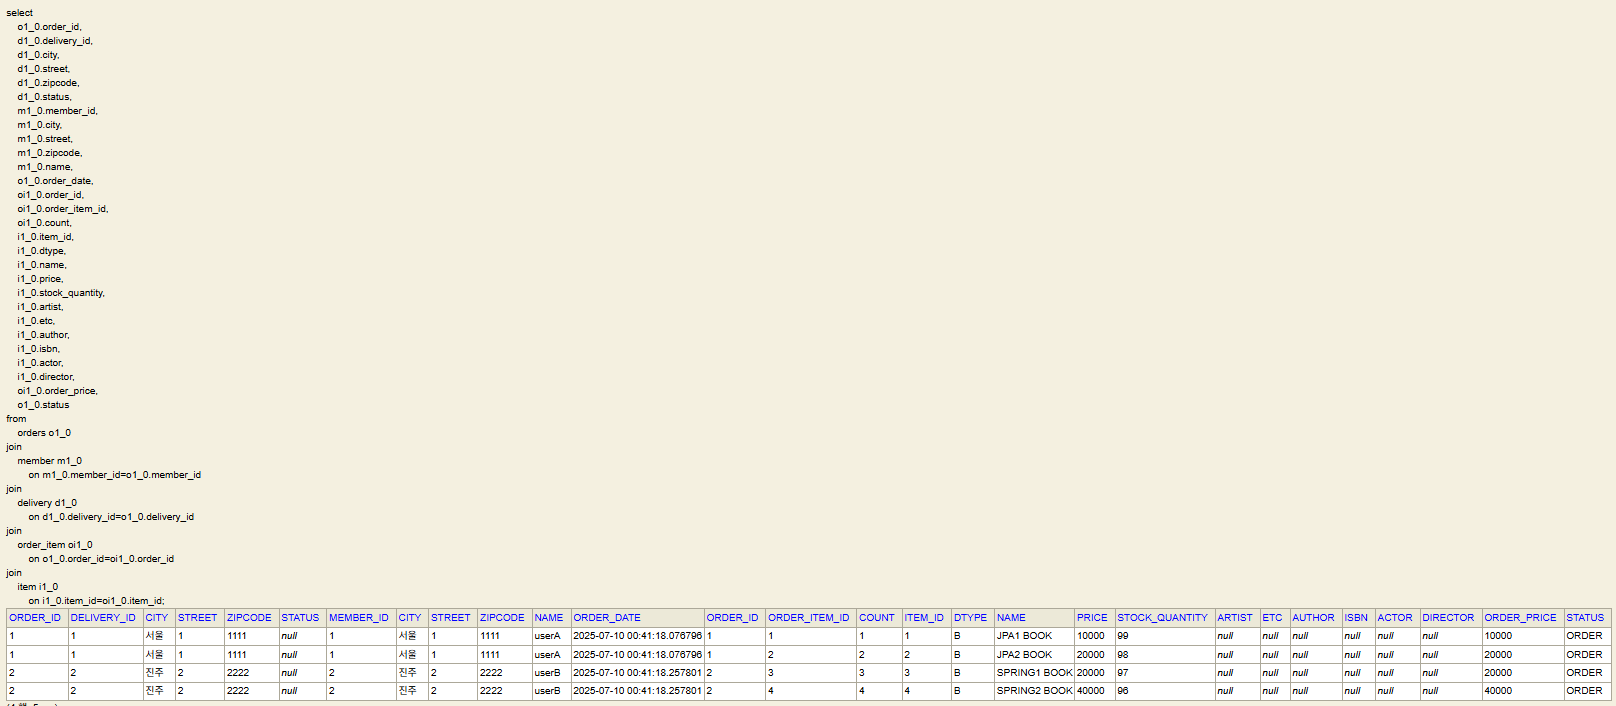 select
o1_0.order_id,
d1_0.delivery_id,
d1_0.city,
d1_0.street,
d1_0.zipcode,
d1_0.status,
m1_0.member_id,
m1_0.city,
m1_0.street,
m1_0.zipcode,
m1_0.name,
o1_0.order_date,
oi1_0.order_id,
oi1_0.order_item_id,
oi1_0.count,
i1_0.item_id,
i1_0.dtype,
i1_0.name,
i1_0.price,
i1_0.stock_quantity,
i1_0.artist,
i1_0.etc,
i1_0.author,
i1_0.isbn,
i1_0.actor,
i1_0.director,
oi1_0.order_price,
o1_0.status
from
orders o1_0
join
member m1_0
on m1_0.member_id=o1_0.member_id
join
delivery d1_0
on d1_0.delivery_id=o1_0.delivery_id
join
order_item oi1_0
on o1_0.order_id=oi1_0.order_id
join
item i1_0
on i1_0.item_id=oi1_0.item_id;
ORDER_ID DELIVERY_ID CITY STREET ZIPCODE STATUS MEMBER_ID CITY STREET ZIPCODE NAME ORDER_DATE ORDER_ID ORDER_ITEM_ID COUNT ITEM_ID DTYPE NAME PRICE STOCK_QUANTITY ARTIST ETC AUTHOR ISBN ACTOR DIRECTOR ORDER_PRICE STATUS
1 1 서울 1 1111 null 1 서울 1 1111 userA 2025-07-10 00:41:18.076796 1 1 1 1 B JPA1 BOOK 10000 99 null null null null null null 10000 ORDER
1 1 서울 1 1111 null 1 서울 1 1111 userA 2025-07-10 00:41:18.076796 1 2 2 2 B JPA2 BOOK 20000 98 null null null null null null 20000 ORDER
2 2 진주 2 2222 null 2 진주 2 2222 userB 2025-07-10 00:41:18.257801 2 3 3 3 B SPRING1 BOOK 20000 97 null null null null null null 20000 ORDER
2 2 진주 2 2222 null 2 진주 2 2222 userB 2025-07-10 00:41:18.257801 2 4 4 4 B SPRING2 BOOK 40000 96 null null null null null null 40000 ORDER